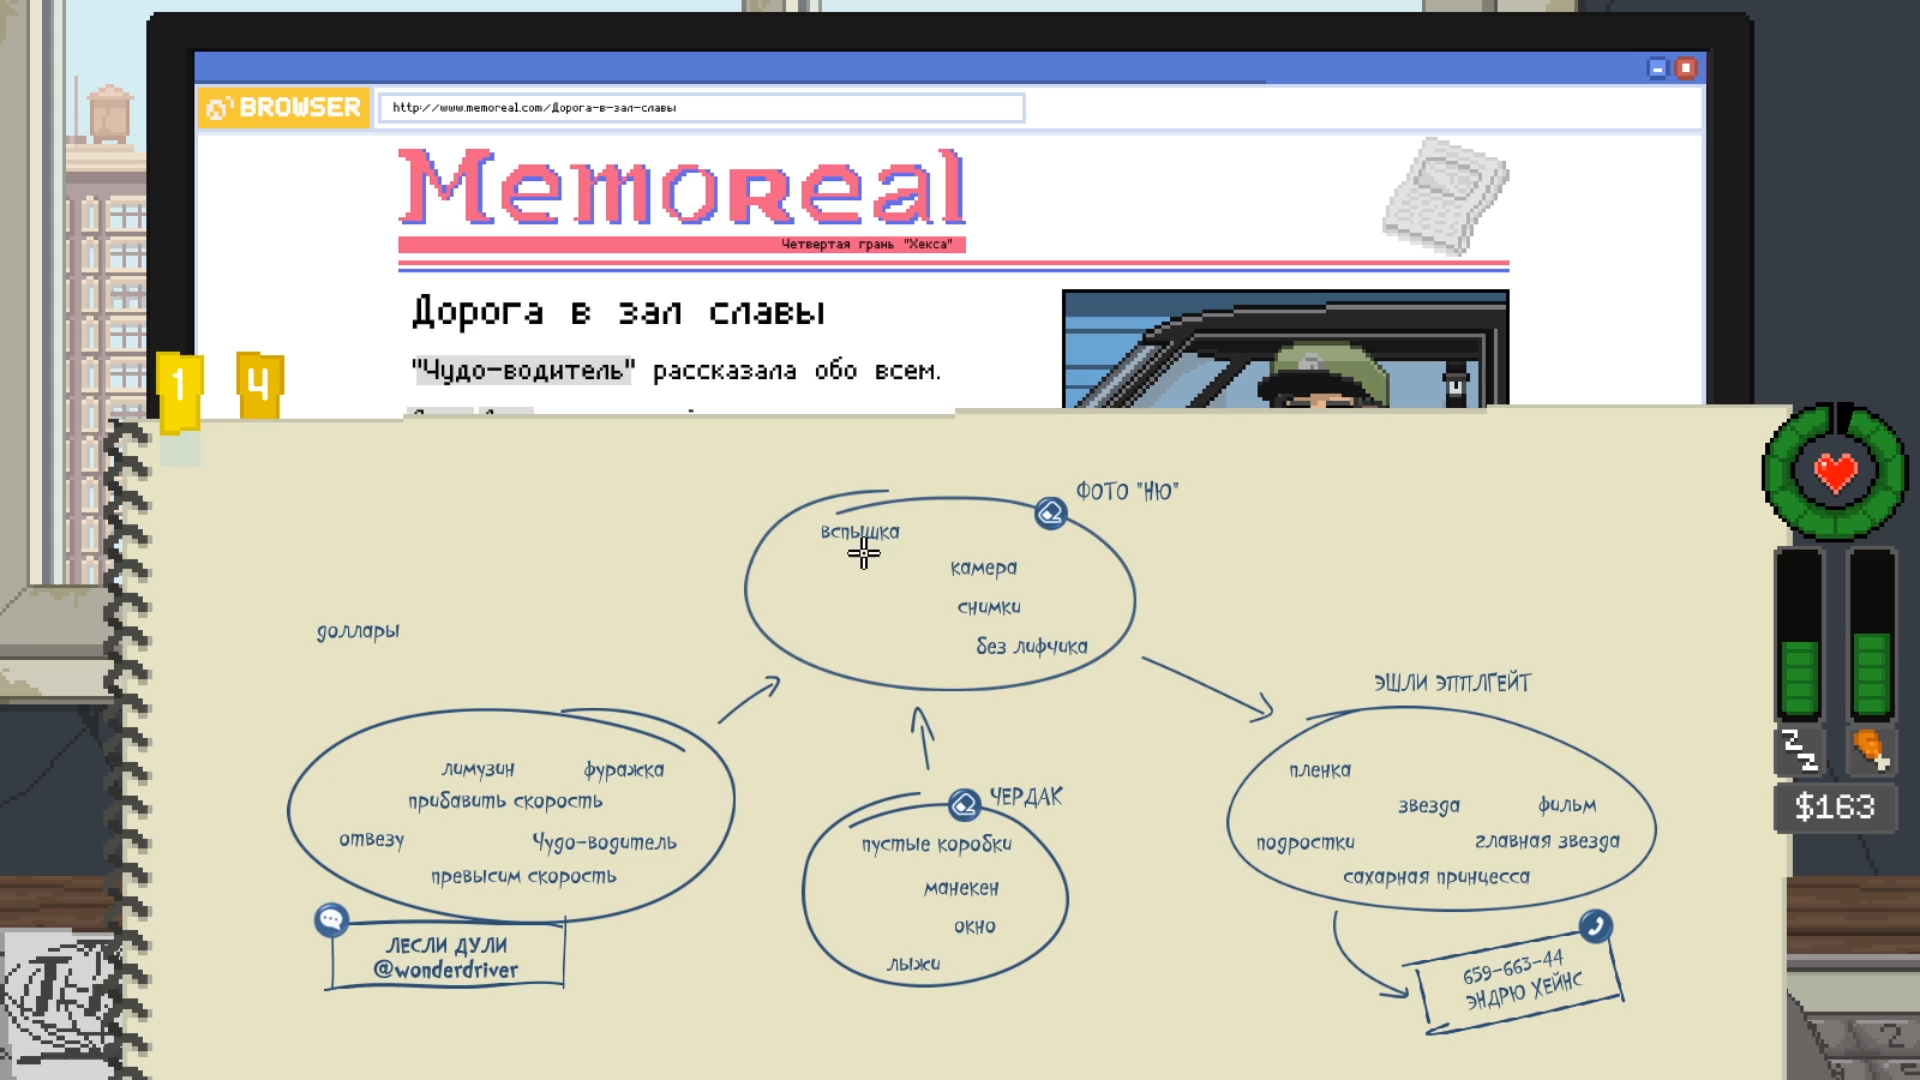 BROWSER
http://www.memoreal.com/Дорога-в-зал-славы
Memoreal
Четвертая грань "Хекса"
Дорога в зал славы
"Чудо-водитель" рассказала обо всем.
1
4
ФОТО "НЮ"
вспышка
камера
снимки
без лифчика
доллары
ЭШЛИ ЭППЛГЕЙТ
лимузин
фуражка
прибавить скорость
отвезу
Чудо-водитель
превысим скорость
ЛЕСЛИ ДУЛИ
@wonderdriver
ЧЕРДАК
пустые коробки
манекен
окно
лыжи
пленка
звезда
фильм
подростки
главная звезда
сахарная принцесса
659-663-44
ЭНДРЮ ХЕЙНС
$163
2